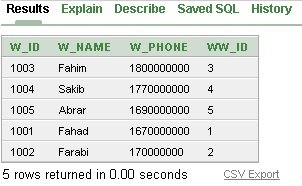 Results Explain Describe Saved SQL History
W_ID W_NAME W_PHONE WW_ID
1003 Fahim 1800000000 3
1004 Sakib 1770000000 4
1005 Abrar 1690000000 5
1001 Fahad 1670000000 1
1002 Farabi 170000000 2
5 rows returned in 0.00 seconds CSV Export